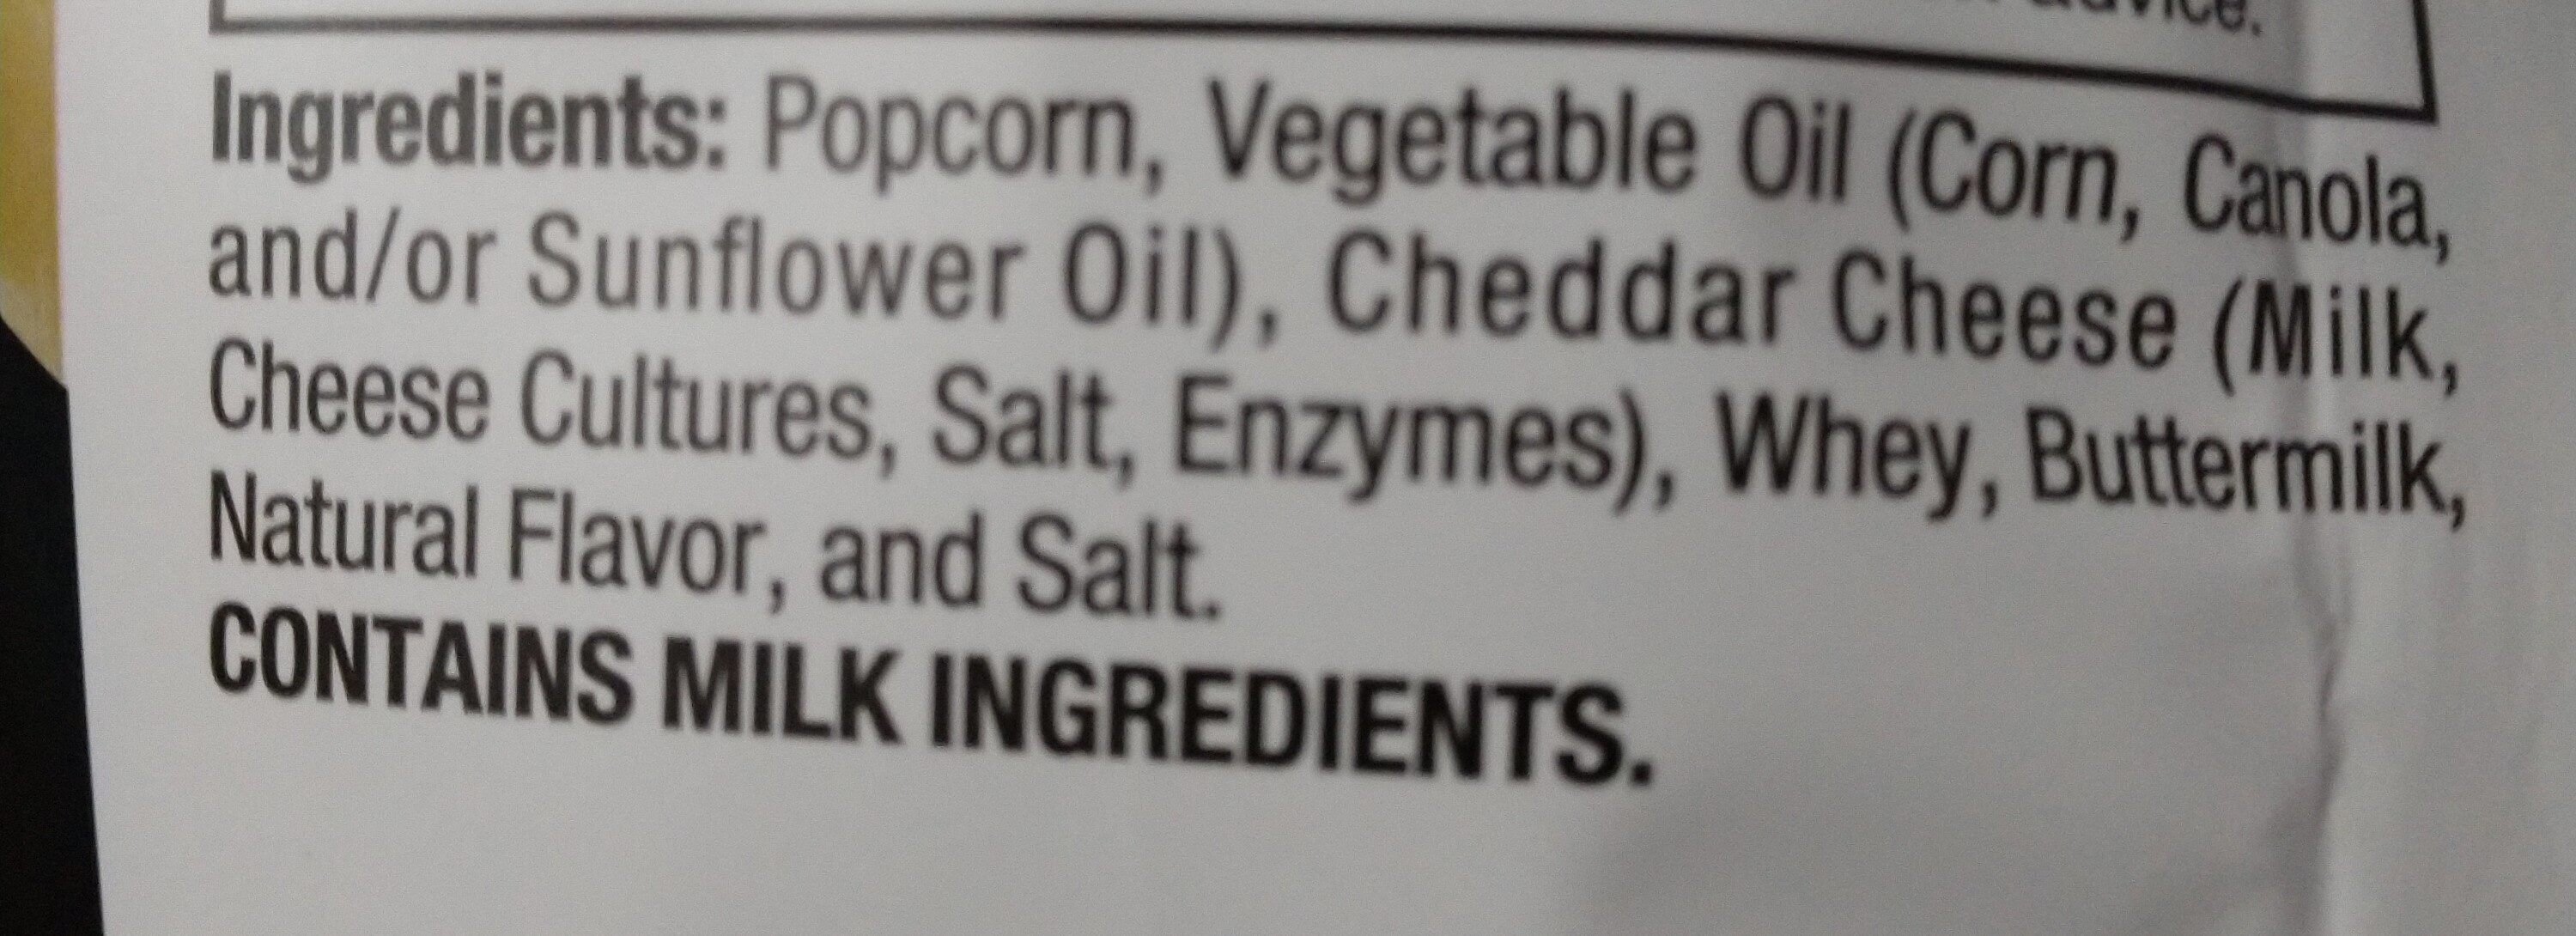 advice.
Ingredients: Popcorn, Vegetable Oil (Corn, Canola,
and/or Sunflower Oil), Cheddar Cheese (Milk,
Cheese Cultures, Salt, Enzymes), Whey, Buttermilk,
Natural Flavor, and Salt.
CONTAINS MILK INGREDIENTS.